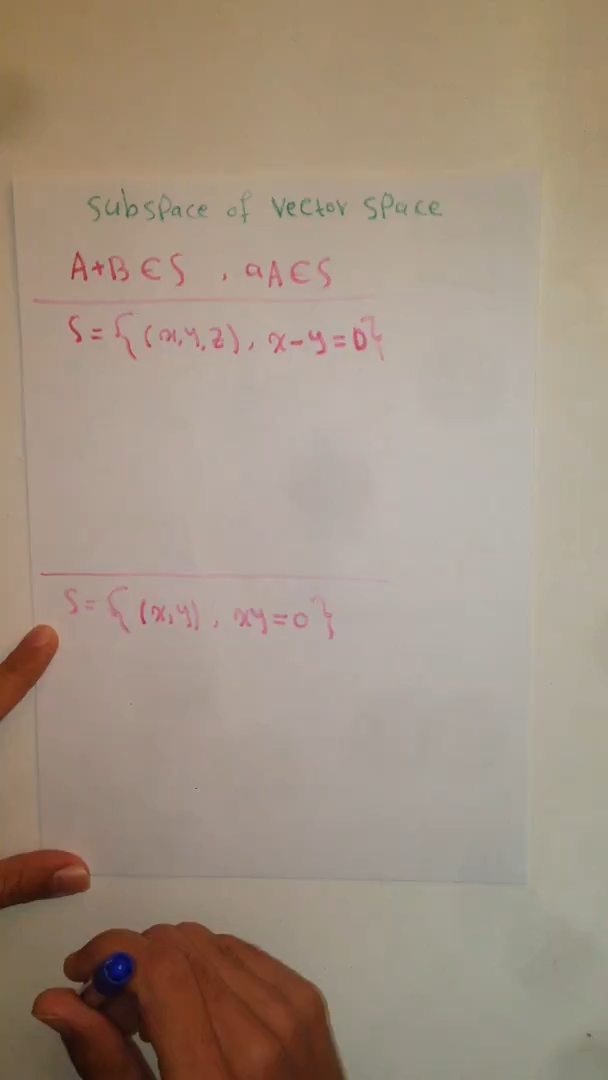 Subspace of vector space
A+B∈S , aA∈S
S={(x,y,z), x-y=0}
S={(x,y), xy=0}